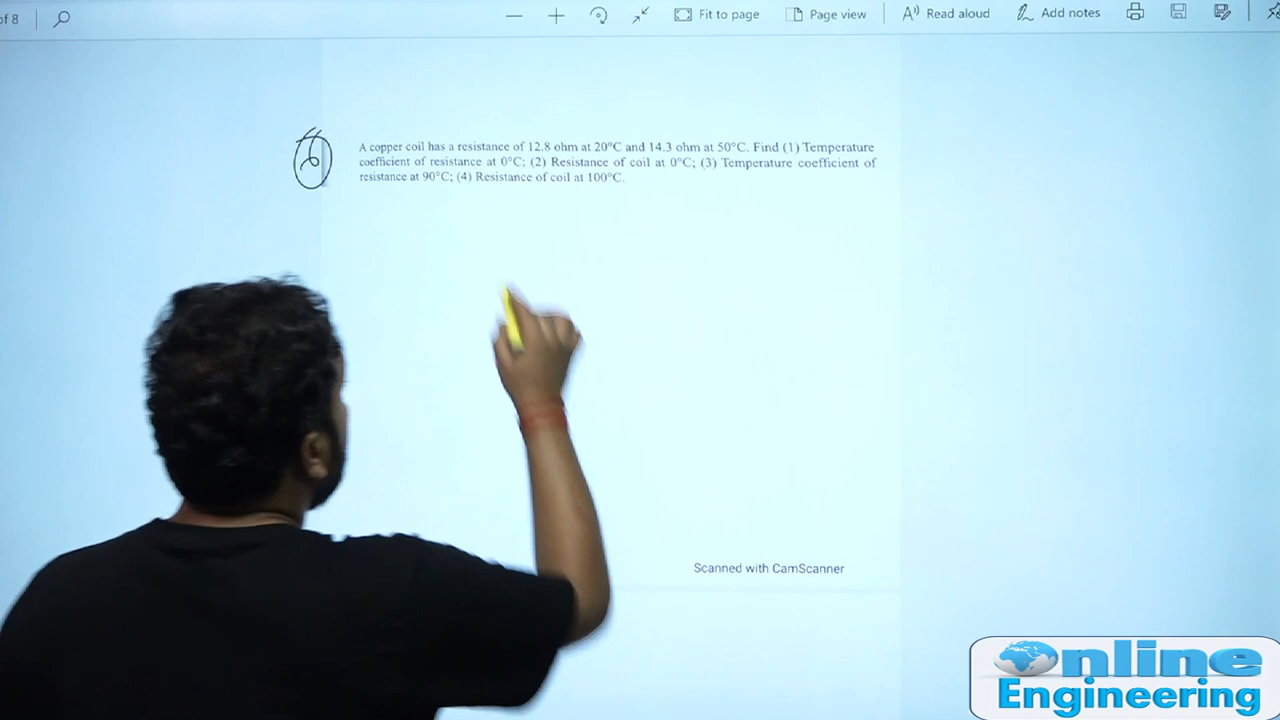 of 8
Fit to page
Page view
Read aloud
Add notes
A copper coil has a resistance of 12.8 ohm at 20°C and 14.3 ohm at 50°C. Find (1) Temperature
coefficient of resistance at 0°C; (2) Resistance of coil at 0°C; (3) Temperature coefficient of
resistance at 90°C; (4) Resistance of coil at 100°C.
Scanned with CamScanner
Online
Engineering